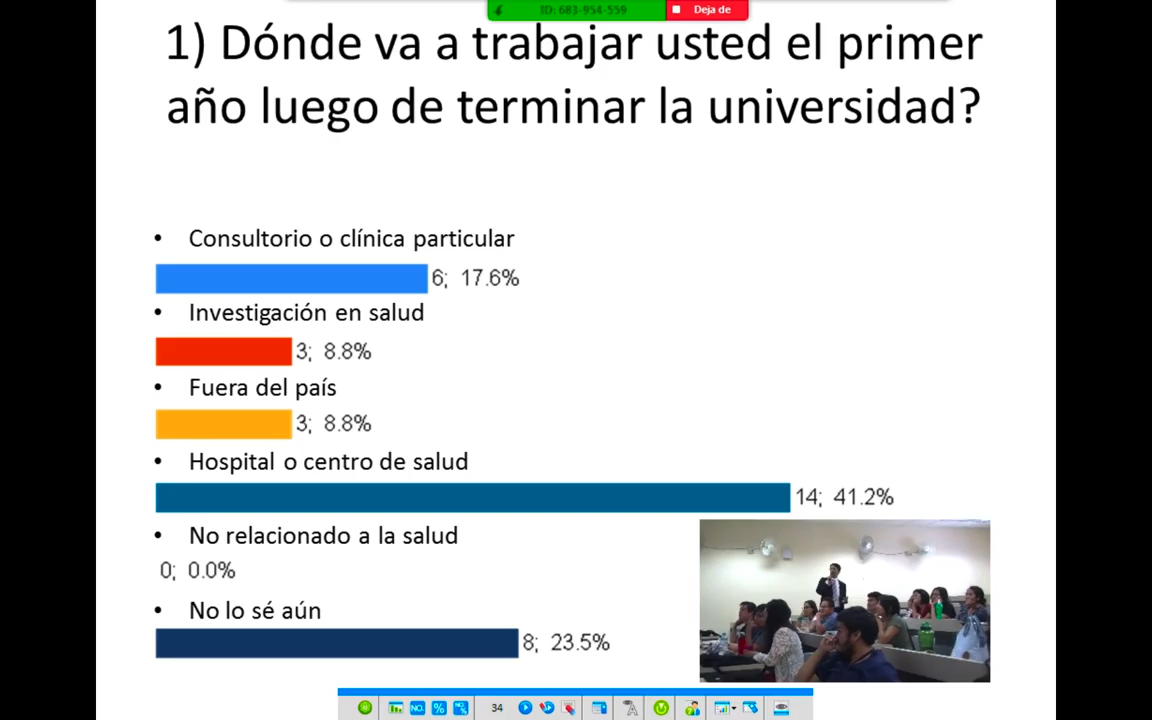 ID: 683-954-559
Deja de
1) Dónde va a trabajar usted el primer
año luego de terminar la universidad?
• Consultorio o clínica particular
6; 17.6%
• Investigación en salud
3; 8.8%
• Fuera del país
3; 8.8%
• Hospital o centro de salud
14; 41.2%
• No relacionado a la salud
0; 0.0%
• No lo sé aún
8; 23.5%
NO. % 34